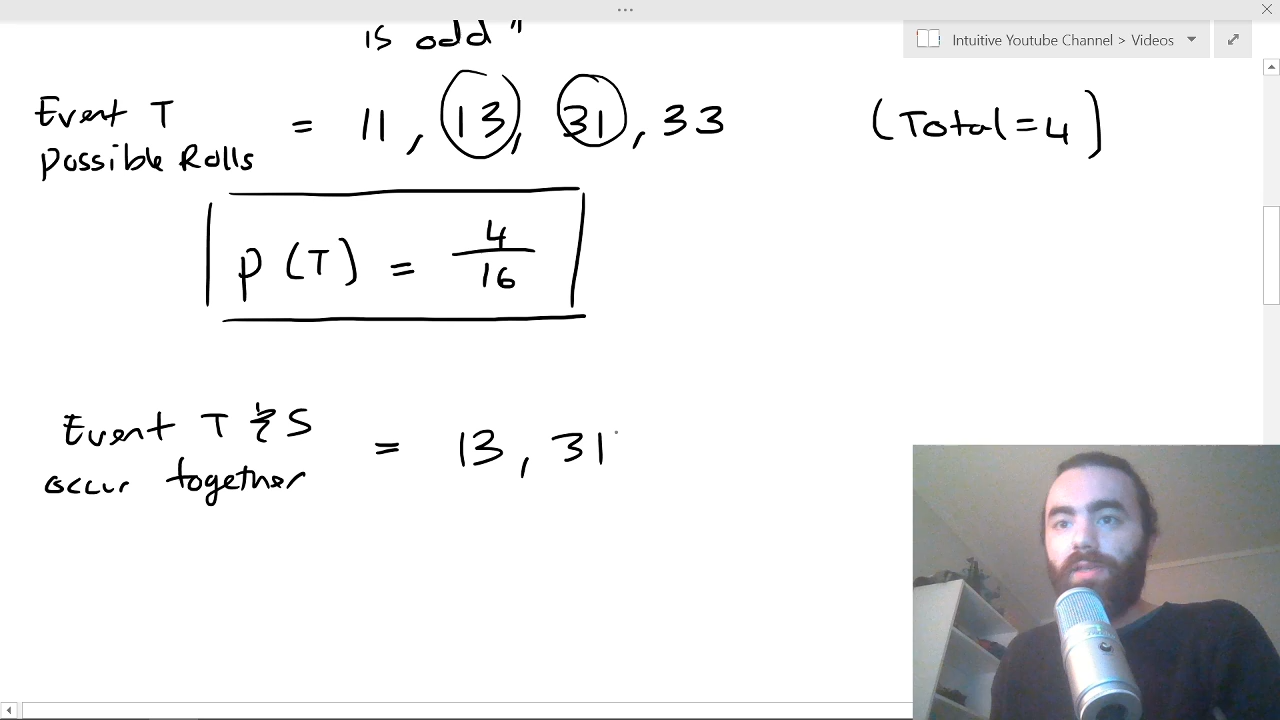 is odd"
Intuitive Youtube Channel > Videos
Event T
possible Rolls
= 11, 13, 31, 33
(Total=4)
P(T) = 4/16
Event T & S
occur together
= 13, 31